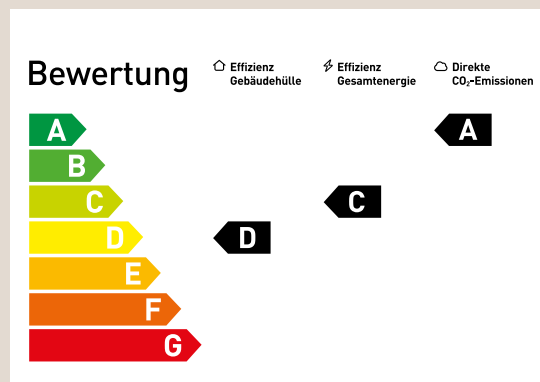 Bewertung
Effizienz
Gebäudehülle
Effizienz
Gesamtenergie
Direkte
CO₂-Emissionen
A
A
B
C
C
D
D
E
F
G